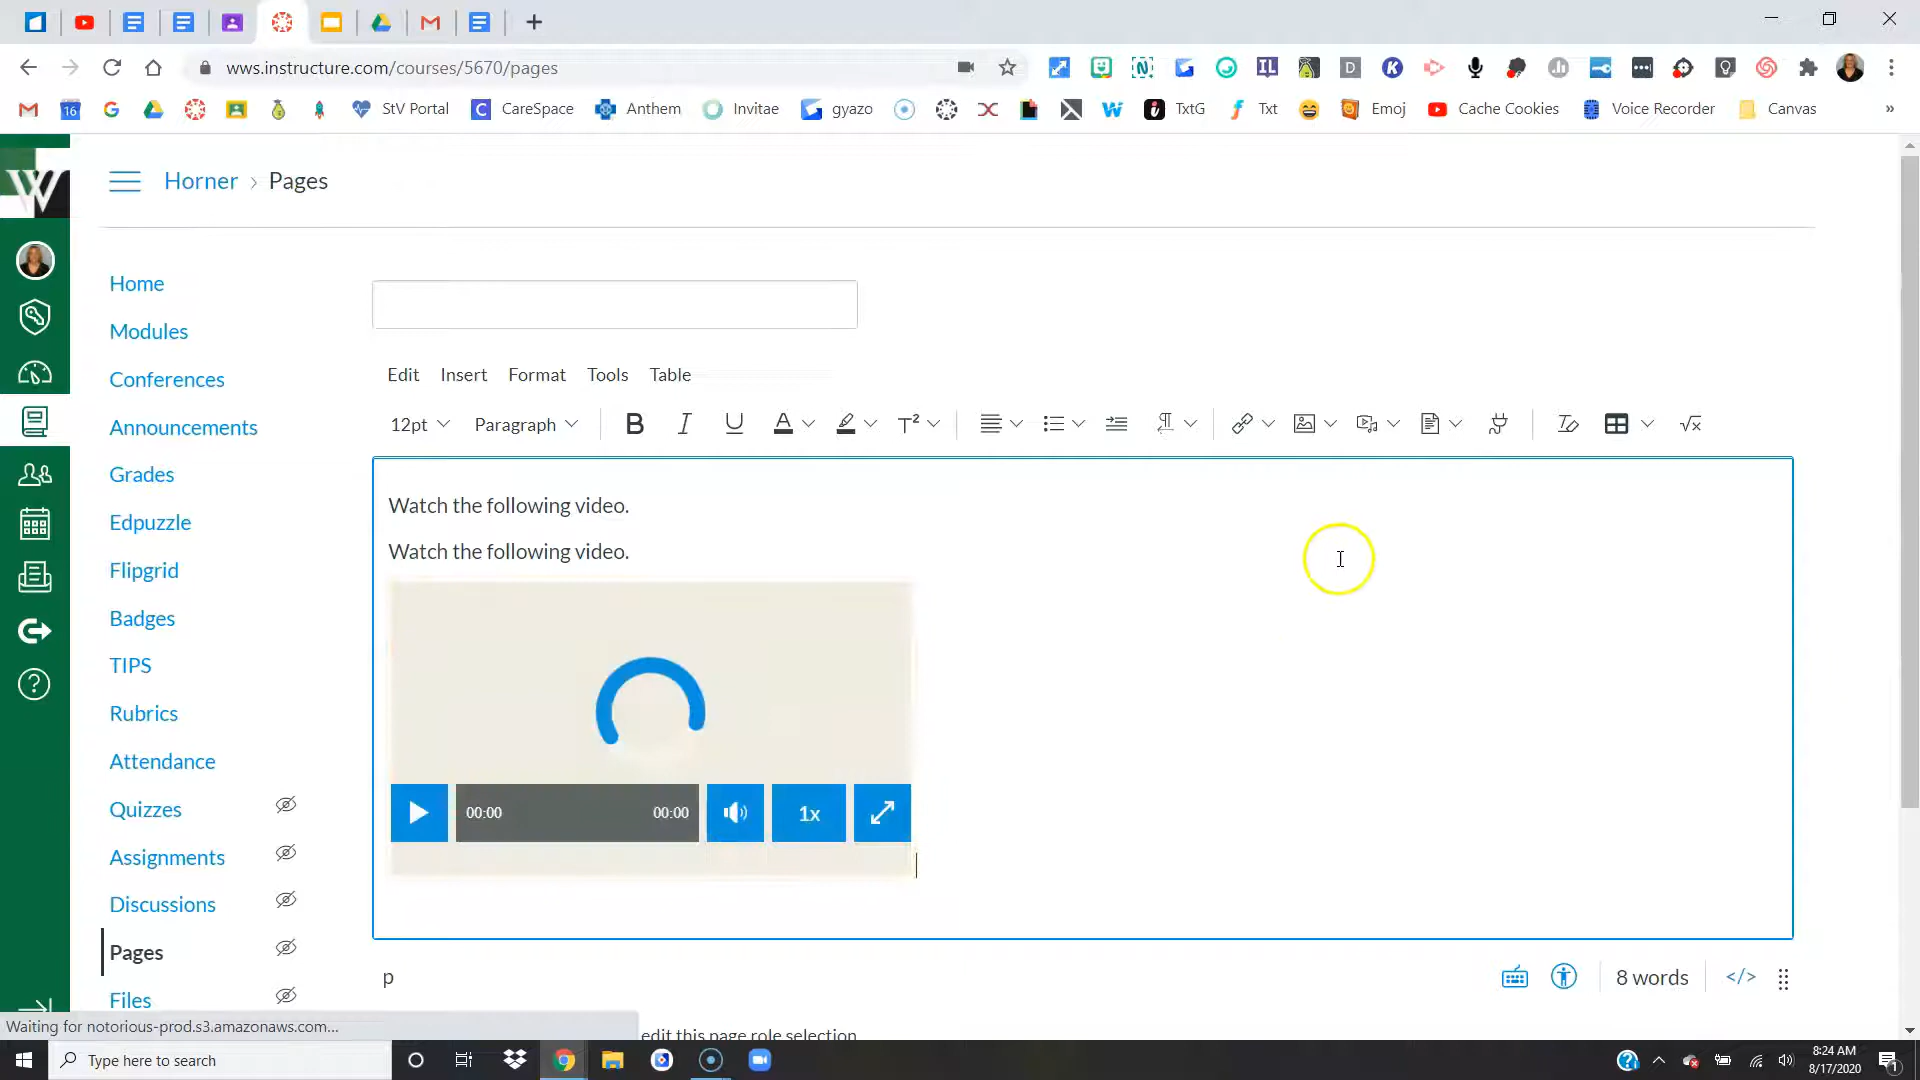 wws.instructure.com/courses/5670/pages
16
G
StV Portal
C
CareSpace
Anthem
Invitae
gyazo
W
TxtG
Txt
Emoj
Cache Cookies
Voice Recorder
Canvas
»
W
Horner › Pages
Home
Modules
Conferences
Announcements
Grades
Edpuzzle
Flipgrid
Badges
TIPS
Rubrics
Attendance
Quizzes
Assignments
Discussions
Pages
Files
Edit Insert Format Tools Table
12pt Paragraph B I U A T²
Watch the following video.
Watch the following video.
00:00 00:00 1x
p
8 words </>
edit this page role selection
Waiting for notorious-prod.s3.amazonaws.com...
Type here to search
8:24 AM
8/17/2020
1